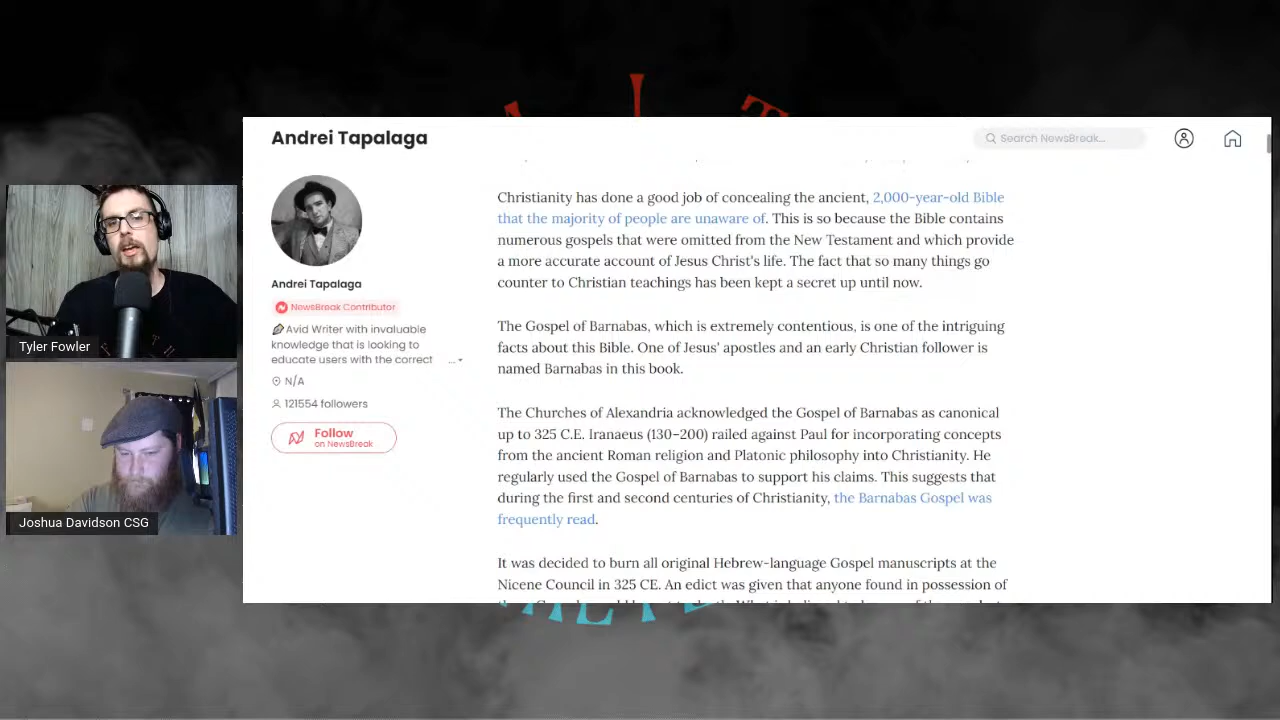 Andrei Tapalaga
Search NewsBreak...
Andrei Tapalaga
NewsBreak Contributor
Avid Writer with invaluable
knowledge that is looking to
educate users with the correct ...
N/A
121554 followers
Follow
on NewsBreak
Christianity has done a good job of concealing the ancient, 2,000-year-old Bible
that the majority of people are unaware of. This is so because the Bible contains
numerous gospels that were omitted from the New Testament and which provide
a more accurate account of Jesus Christ's life. The fact that so many things go
counter to Christian teachings has been kept a secret up until now.
The Gospel of Barnabas, which is extremely contentious, is one of the intriguing
facts about this Bible. One of Jesus' apostles and an early Christian follower is
named Barnabas in this book.
The Churches of Alexandria acknowledged the Gospel of Barnabas as canonical
up to 325 C.E. Iranaeus (130–200) railed against Paul for incorporating concepts
from the ancient Roman religion and Platonic philosophy into Christianity. He
regularly used the Gospel of Barnabas to support his claims. This suggests that
during the first and second centuries of Christianity, the Barnabas Gospel was
frequently read.
It was decided to burn all original Hebrew-language Gospel manuscripts at the
Nicene Council in 325 CE. An edict was given that anyone found in possession of
Tyler Fowler
Joshua Davidson CSG